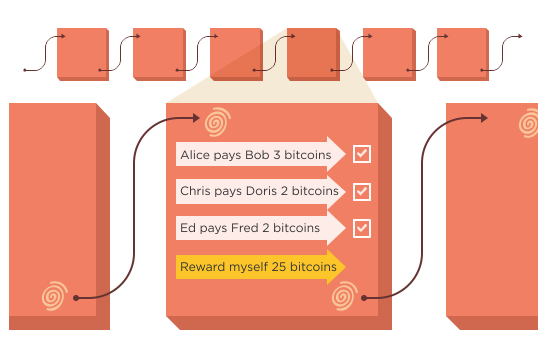 Alice pays Bob 3 bitcoins
Chris pays Doris 2 bitcoins
Ed pays Fred 2 bitcoins
Reward myself 25 bitcoins